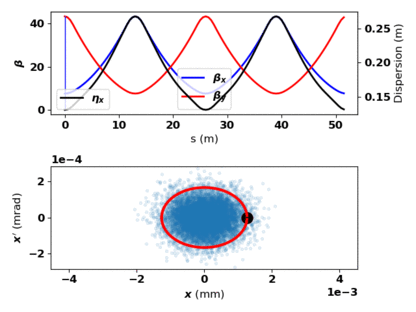 β
40
20
0
0.25
0.20
0.15
Dispersion (m)
ηx
βx
βy
0 10 20 30 40 50
s (m)
1e−4
x′ (mrad)
2
0
−2
−4 −2 0 2 4
1e−3
x (mm)